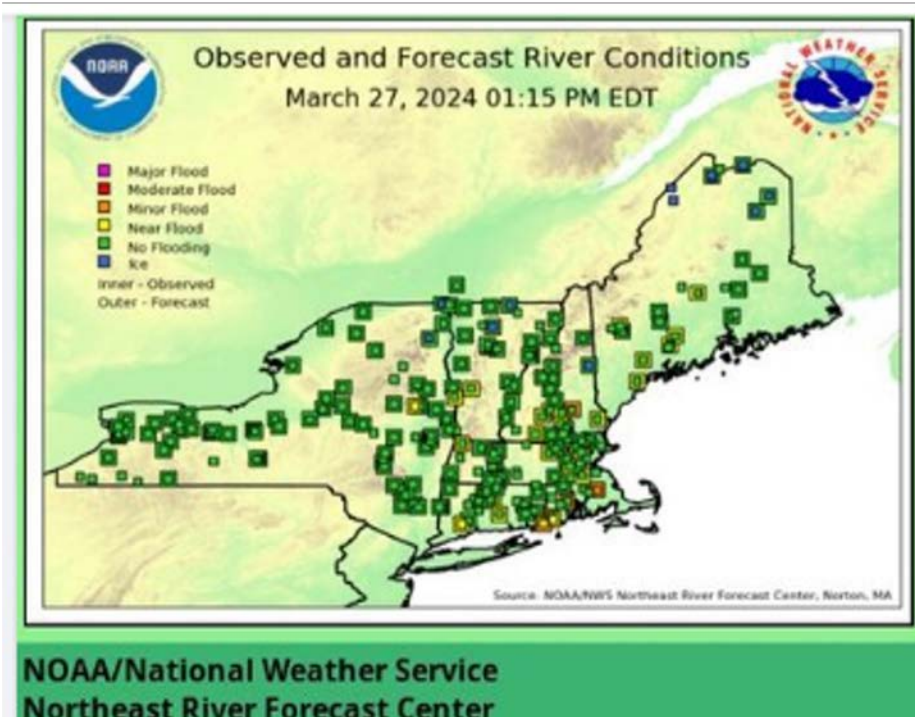 NOAA
Observed and Forecast River Conditions
NATIONAL WEATHER SERVICE
March 27, 2024 01:15 PM EDT
Major Flood
Moderate Flood
Minor Flood
Near Flood
No Flooding
Ice
Inner - Observed
Outer - Forecast
Source: NOAA/NWS Northeast River Forecast Center, Norton, MA
NOAA/National Weather Service
Northeast River Forecast Center